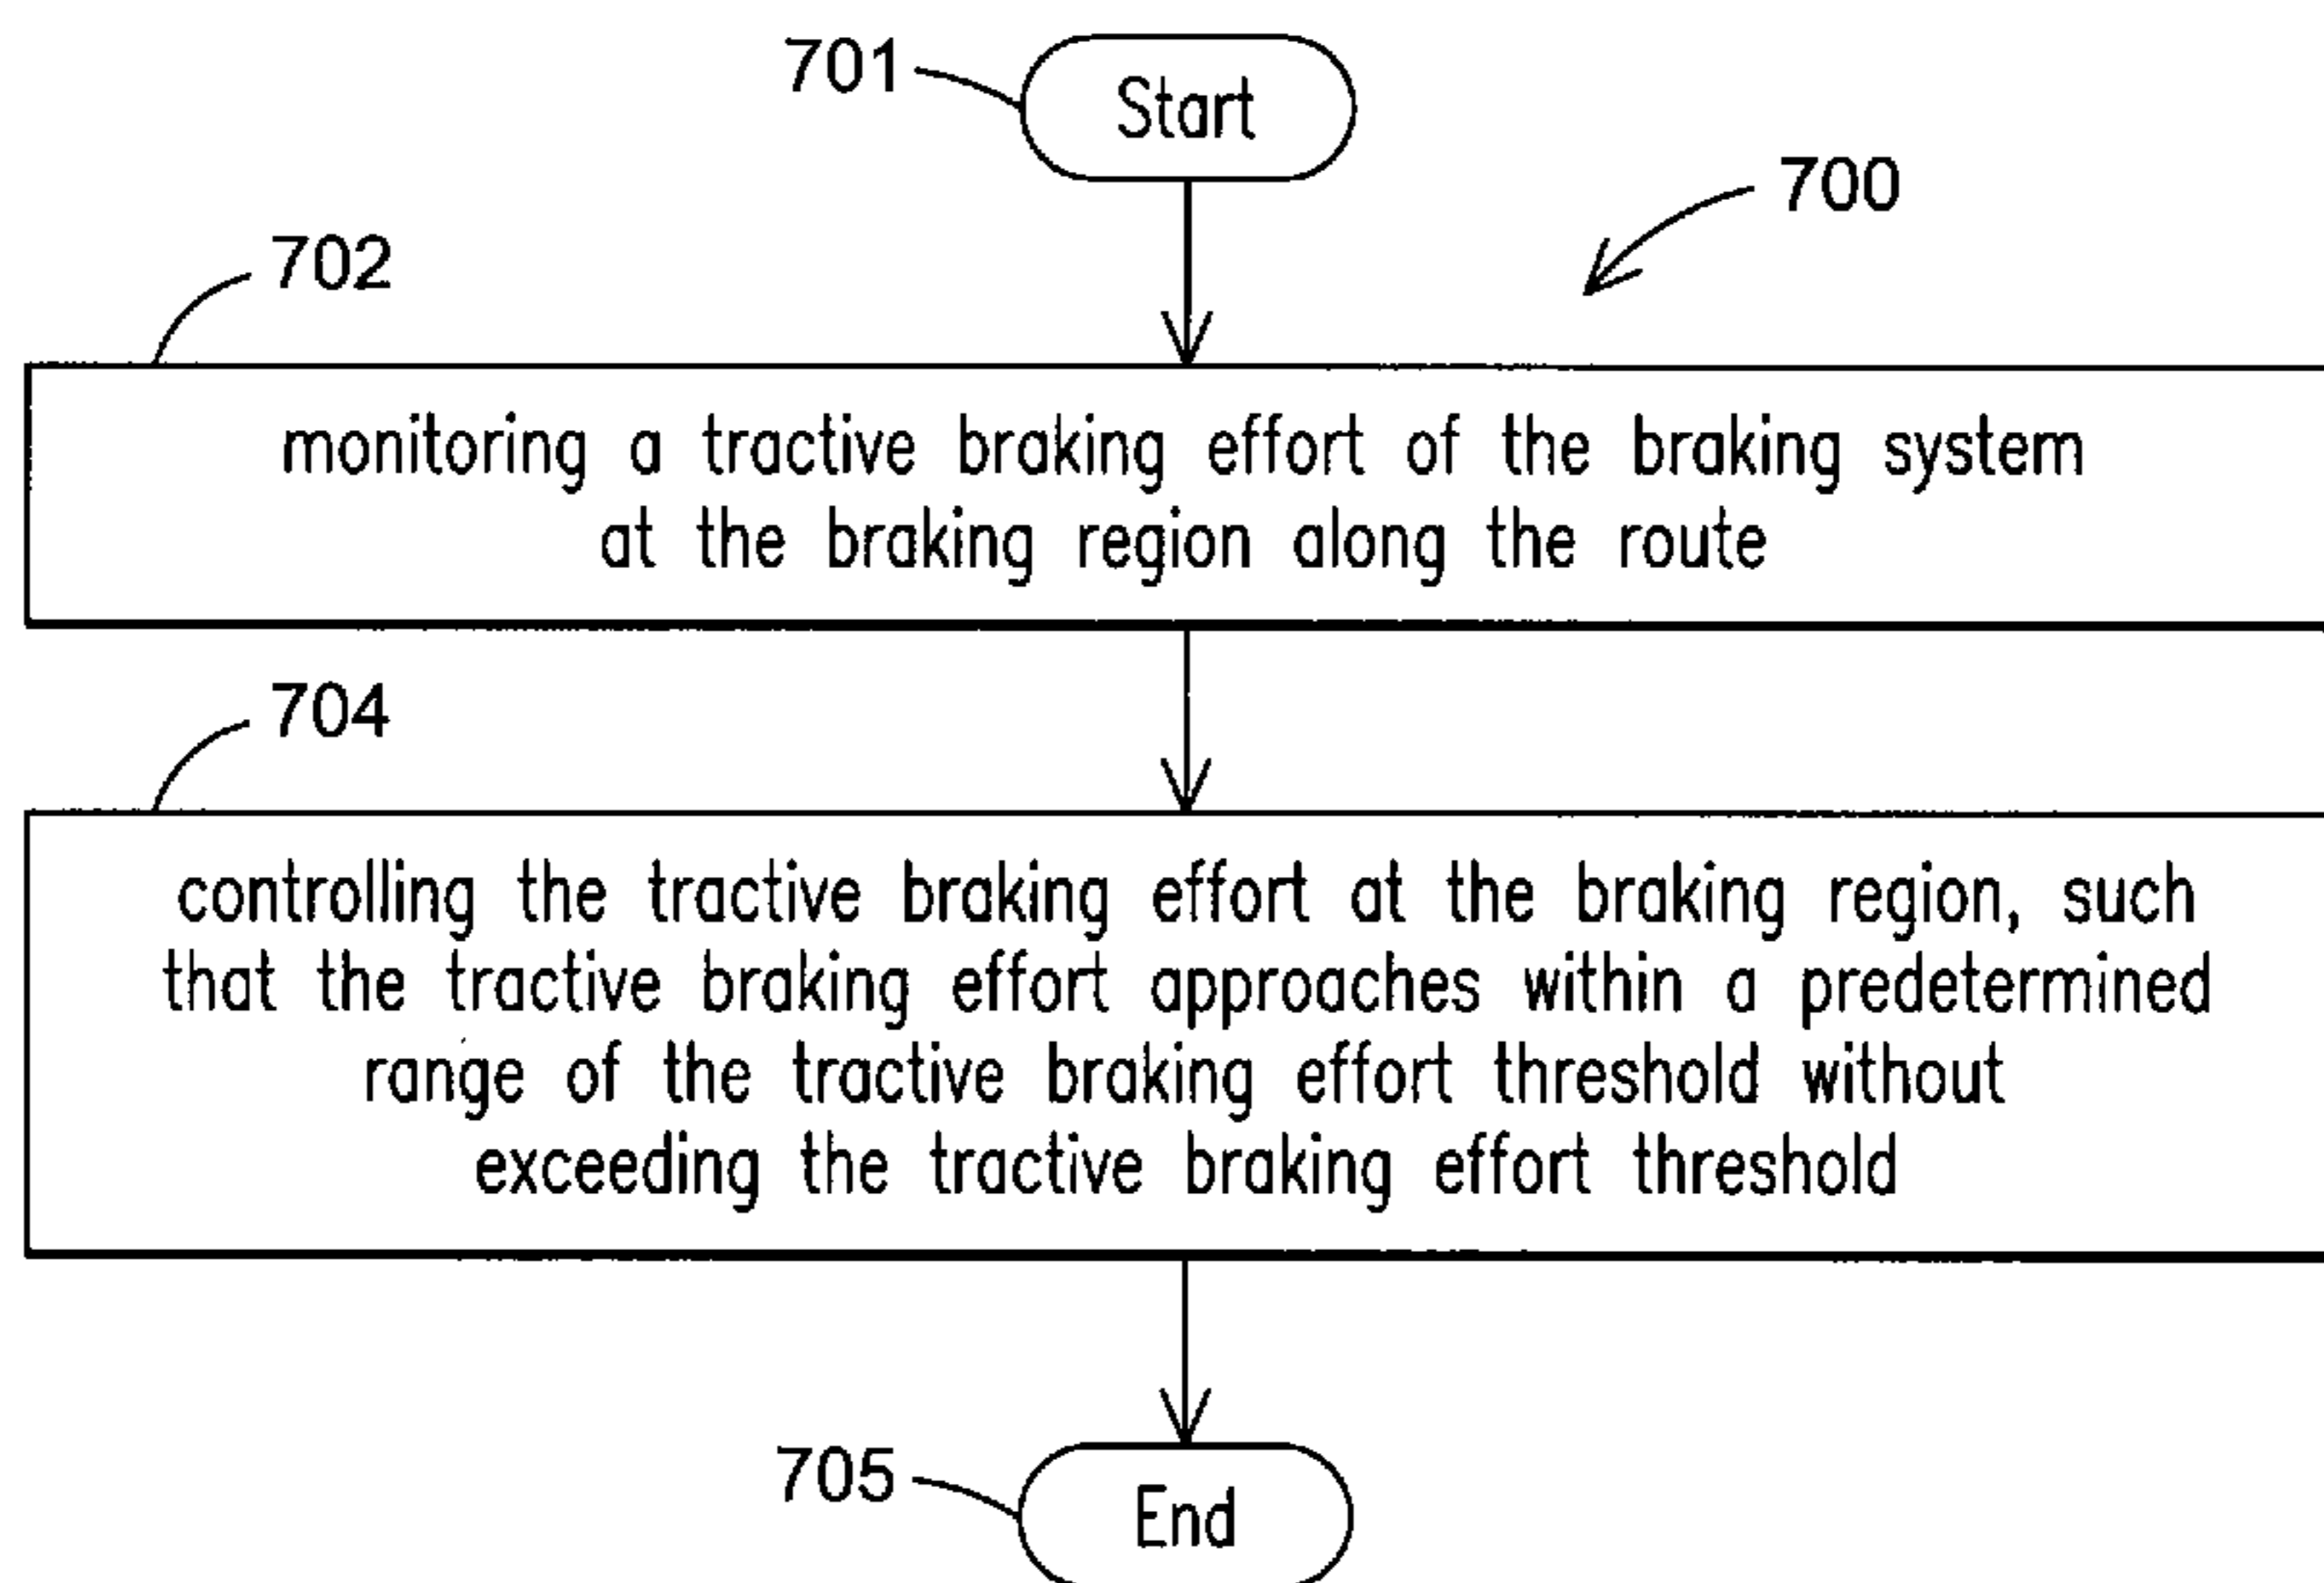 701
Start
700
702
monitoring a tractive braking effort of the braking system
at the braking region along the route
704
controlling the tractive braking effort at the braking region, such
that the tractive braking effort approaches within a predetermined
range of the tractive braking effort threshold without
exceeding the tractive braking effort threshold
705
End